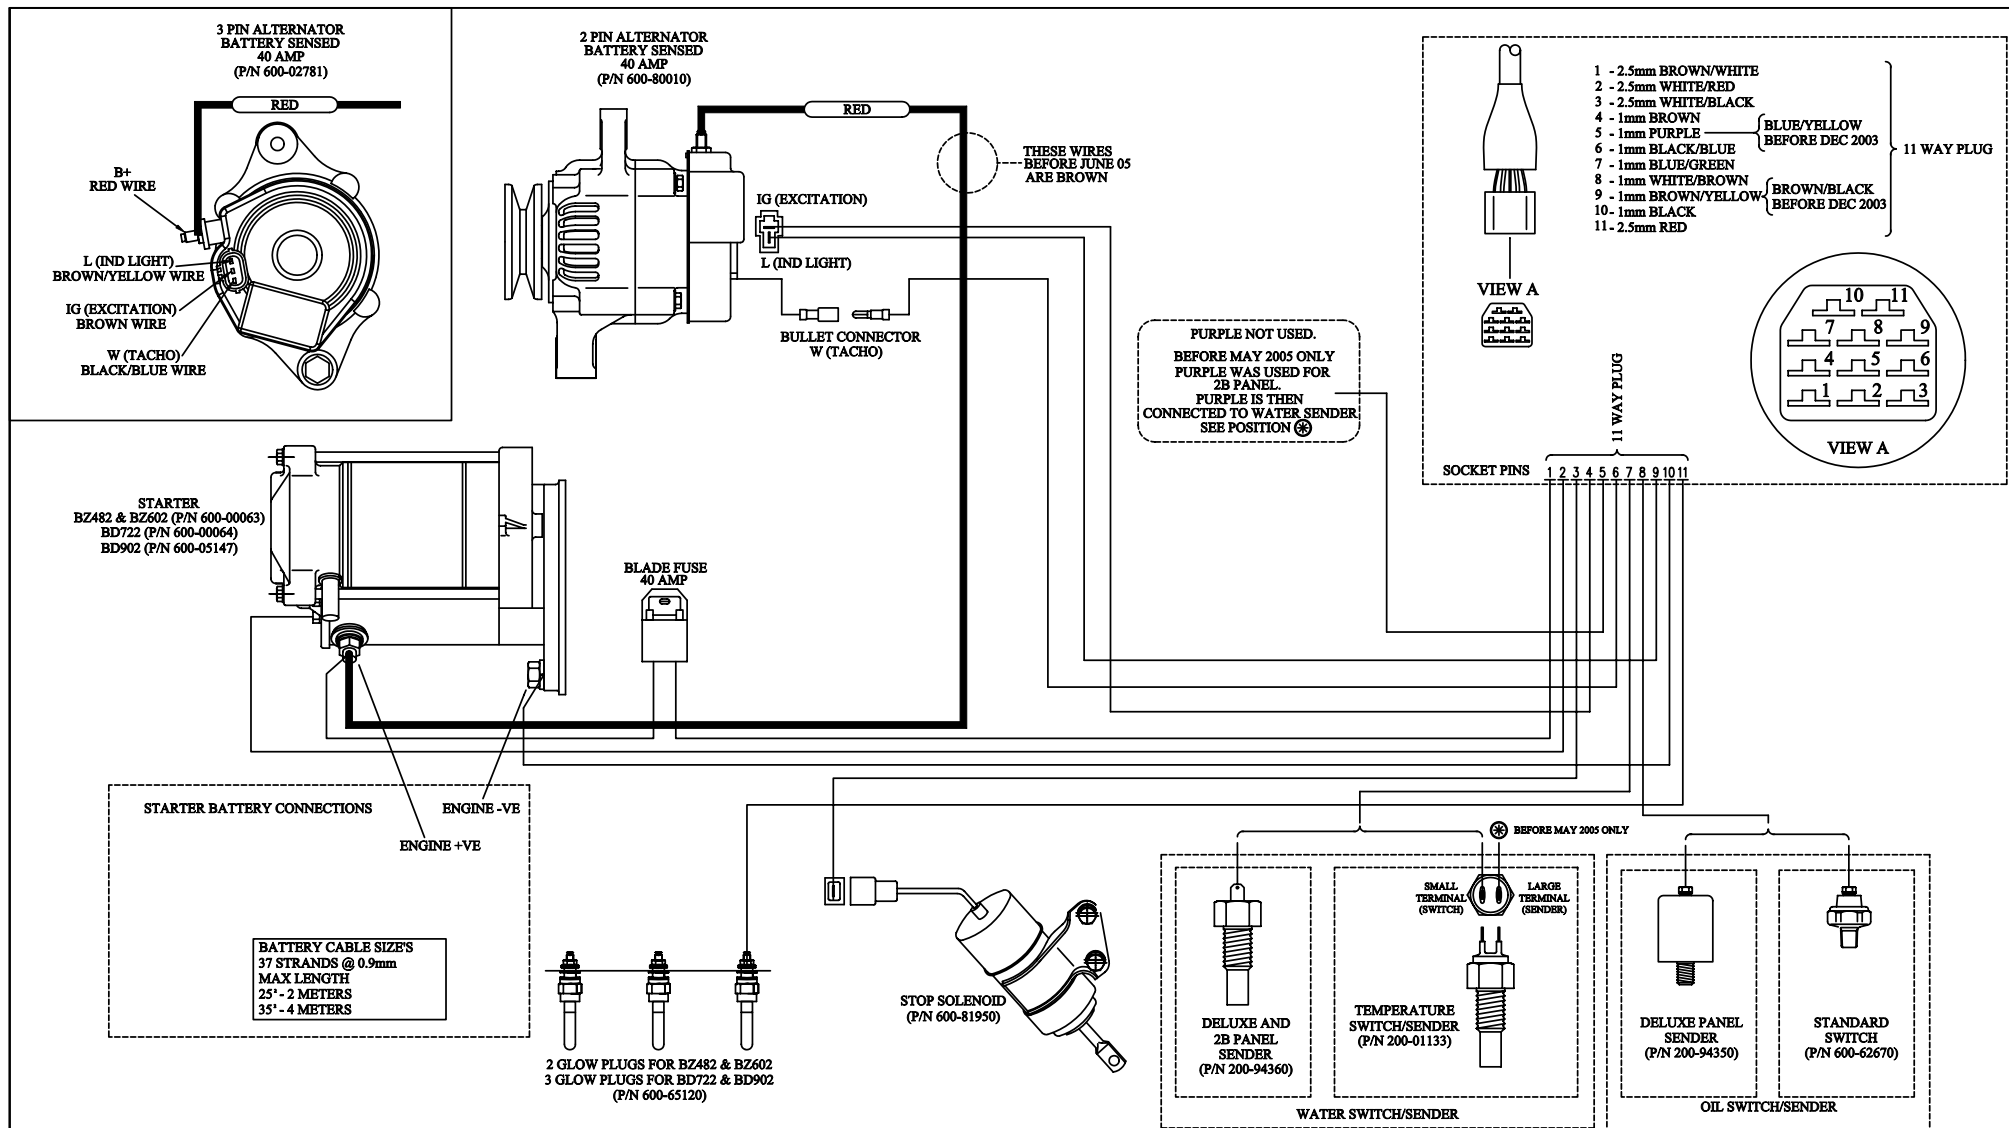 3 PIN ALTERNATOR
BATTERY SENSED
40 AMP
(P/N 600-02781)
RED
B+
RED WIRE
L (IND LIGHT)
BROWN/YELLOW WIRE
IG (EXCITATION)
BROWN WIRE
W (TACHO)
BLACK/BLUE WIRE
2 PIN ALTERNATOR
BATTERY SENSED
40 AMP
(P/N 600-80010)
RED
THESE WIRES
BEFORE JUNE 05
ARE BROWN
IG (EXCITATION)
L (IND LIGHT)
BULLET CONNECTOR
W (TACHO)
1 - 2.5mm BROWN/WHITE
2 - 2.5mm WHITE/RED
3 - 2.5mm WHITE/BLACK
4 - 1mm BROWN
5 - 1mm PURPLE
6 - 1mm BLACK/BLUE
7 - 1mm BLUE/GREEN
8 - 1mm WHITE/BROWN
9 - 1mm BROWN/YELLOW
10- 1mm BLACK
11- 2.5mm RED
BLUE/YELLOW
BEFORE DEC 2003
BROWN/BLACK
BEFORE DEC 2003
11 WAY PLUG
VIEW A
10 11
7 8 9
4 5 6
1 2 3
VIEW A
11 WAY PLUG
SOCKET PINS
1 2 3 4 5 6 7 8 9 10 11
PURPLE NOT USED.
BEFORE MAY 2005 ONLY
PURPLE WAS USED FOR
2B PANEL.
PURPLE IS THEN
CONNECTED TO WATER SENDER
SEE POSITION ✱
STARTER
BZ482 & BZ602 (P/N 600-00063)
BD722 (P/N 600-00064)
BD902 (P/N 600-05147)
BLADE FUSE
40 AMP
STARTER BATTERY CONNECTIONS
ENGINE -VE
ENGINE +VE
BATTERY CABLE SIZE'S
37 STRANDS @ 0.9mm
MAX LENGTH
25² - 2 METERS
35² - 4 METERS
2 GLOW PLUGS FOR BZ482 & BZ602
3 GLOW PLUGS FOR BD722 & BD902
(P/N 600-65120)
STOP SOLENOID
(P/N 600-81950)
✱ BEFORE MAY 2005 ONLY
SMALL
TERMINAL
(SWITCH)
LARGE
TERMINAL
(SENDER)
DELUXE AND
2B PANEL
SENDER
(P/N 200-94360)
TEMPERATURE
SWITCH/SENDER
(P/N 200-01133)
WATER SWITCH/SENDER
DELUXE PANEL
SENDER
(P/N 200-94350)
STANDARD
SWITCH
(P/N 600-62670)
OIL SWITCH/SENDER